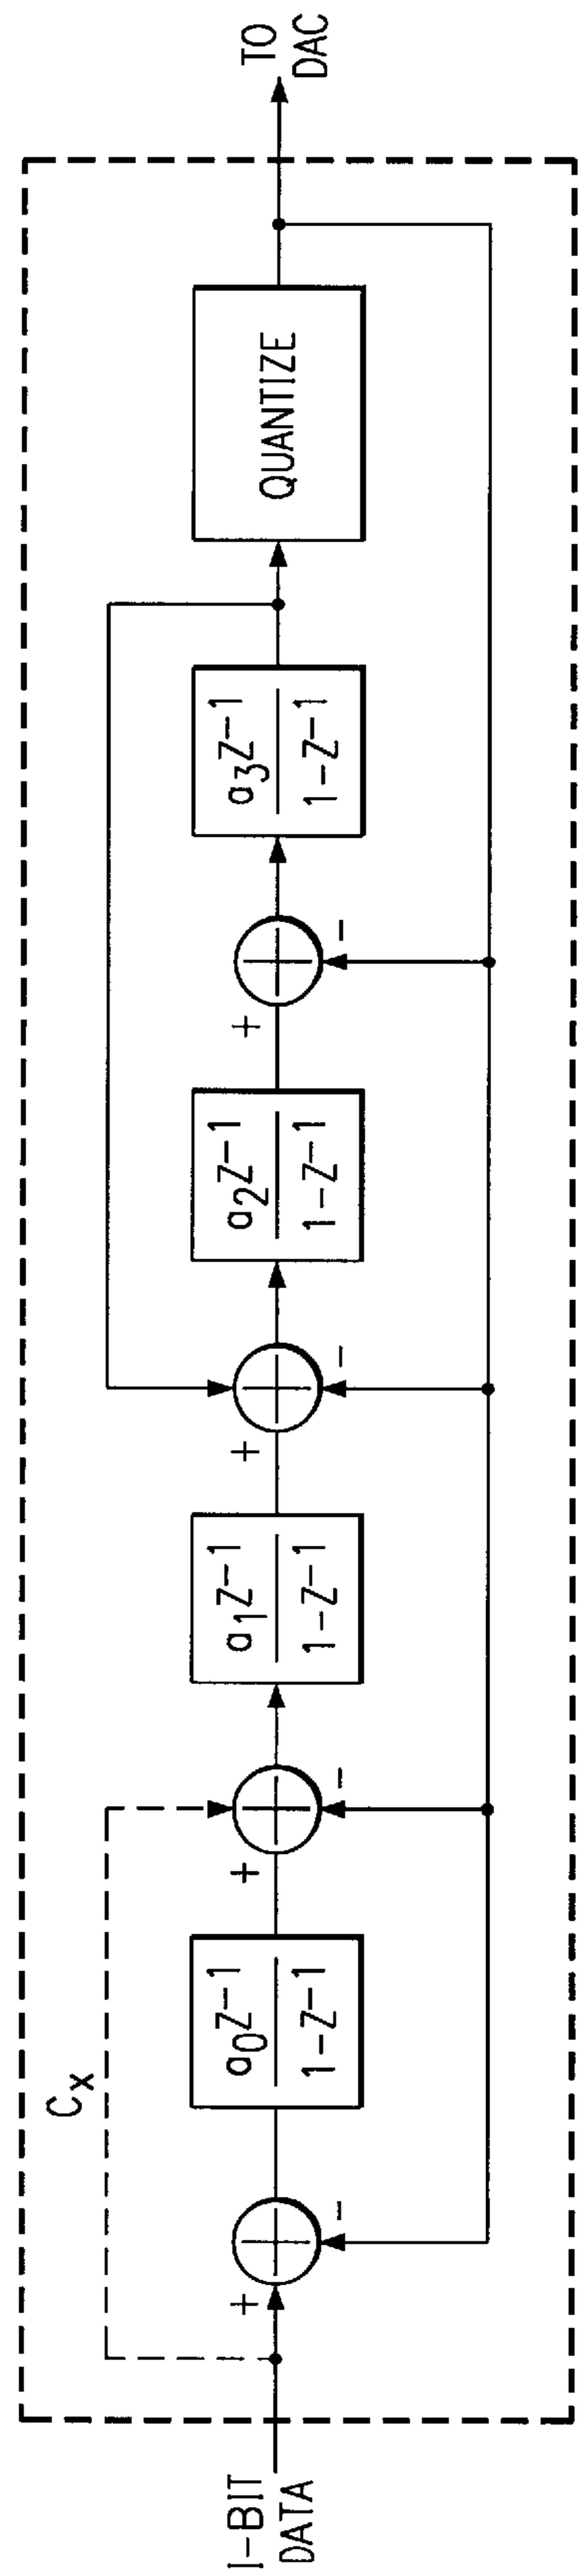 I-BIT
DATA
+
-
Cx
a0Z-1
1-Z-1
+
-
a1Z-1
1-Z-1
+
-
a2Z-1
1-Z-1
+
-
a3Z-1
1-Z-1
QUANTIZE
TO
DAC